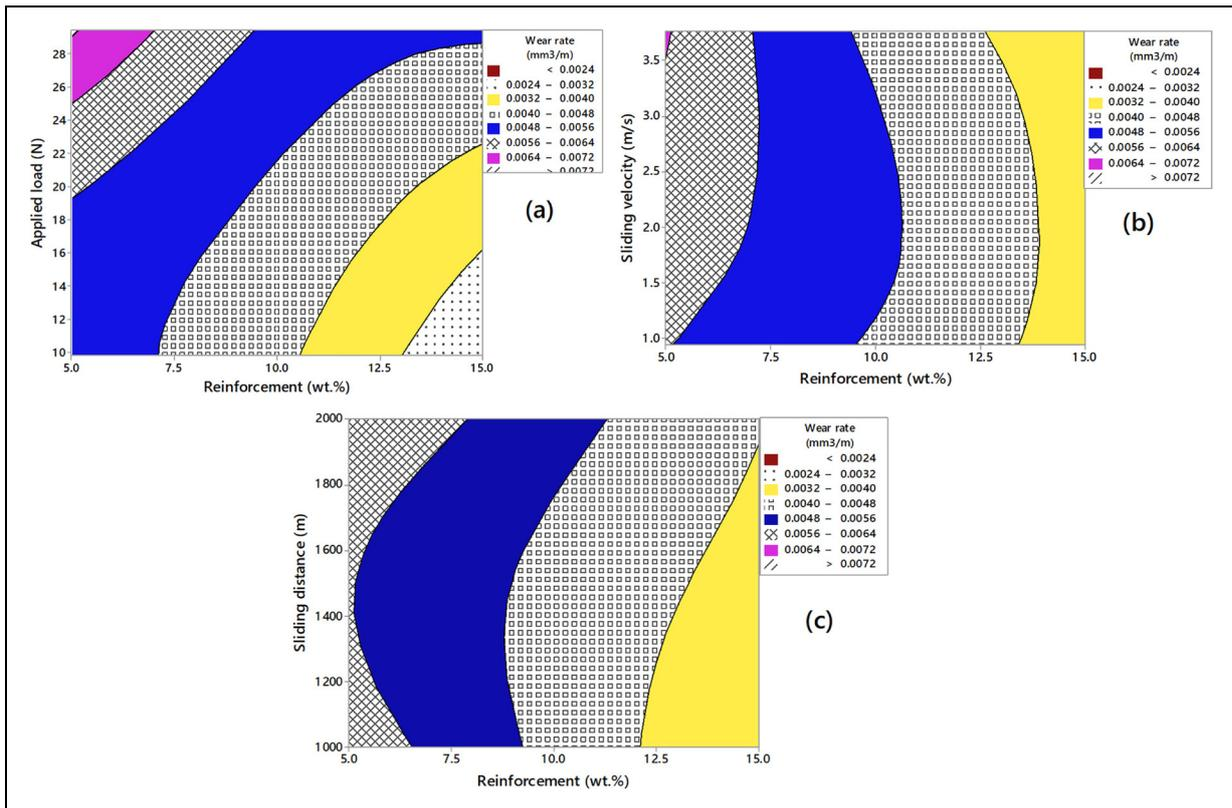 28
26
24
22
20
18
16
14
12
10
Applied load (N)
5.0 7.5 10.0 12.5 15.0
Reinforcement (wt.%)
Wear rate
(mm3/m)
< 0.0024
0.0024 – 0.0032
0.0032 – 0.0040
0.0040 – 0.0048
0.0048 – 0.0056
0.0056 – 0.0064
0.0064 – 0.0072
> 0.0072
(a)
3.5
3.0
2.5
2.0
1.5
1.0
Sliding velocity (m/s)
5.0 7.5 10.0 12.5 15.0
Reinforcement (wt.%)
Wear rate
(mm3/m)
< 0.0024
0.0024 – 0.0032
0.0032 – 0.0040
0.0040 – 0.0048
0.0048 – 0.0056
0.0056 – 0.0064
0.0064 – 0.0072
> 0.0072
(b)
2000
1800
1600
1400
1200
1000
Sliding distance (m)
5.0 7.5 10.0 12.5 15.0
Reinforcement (wt.%)
Wear rate
(mm3/m)
< 0.0024
0.0024 – 0.0032
0.0032 – 0.0040
0.0040 – 0.0048
0.0048 – 0.0056
0.0056 – 0.0064
0.0064 – 0.0072
> 0.0072
(c)